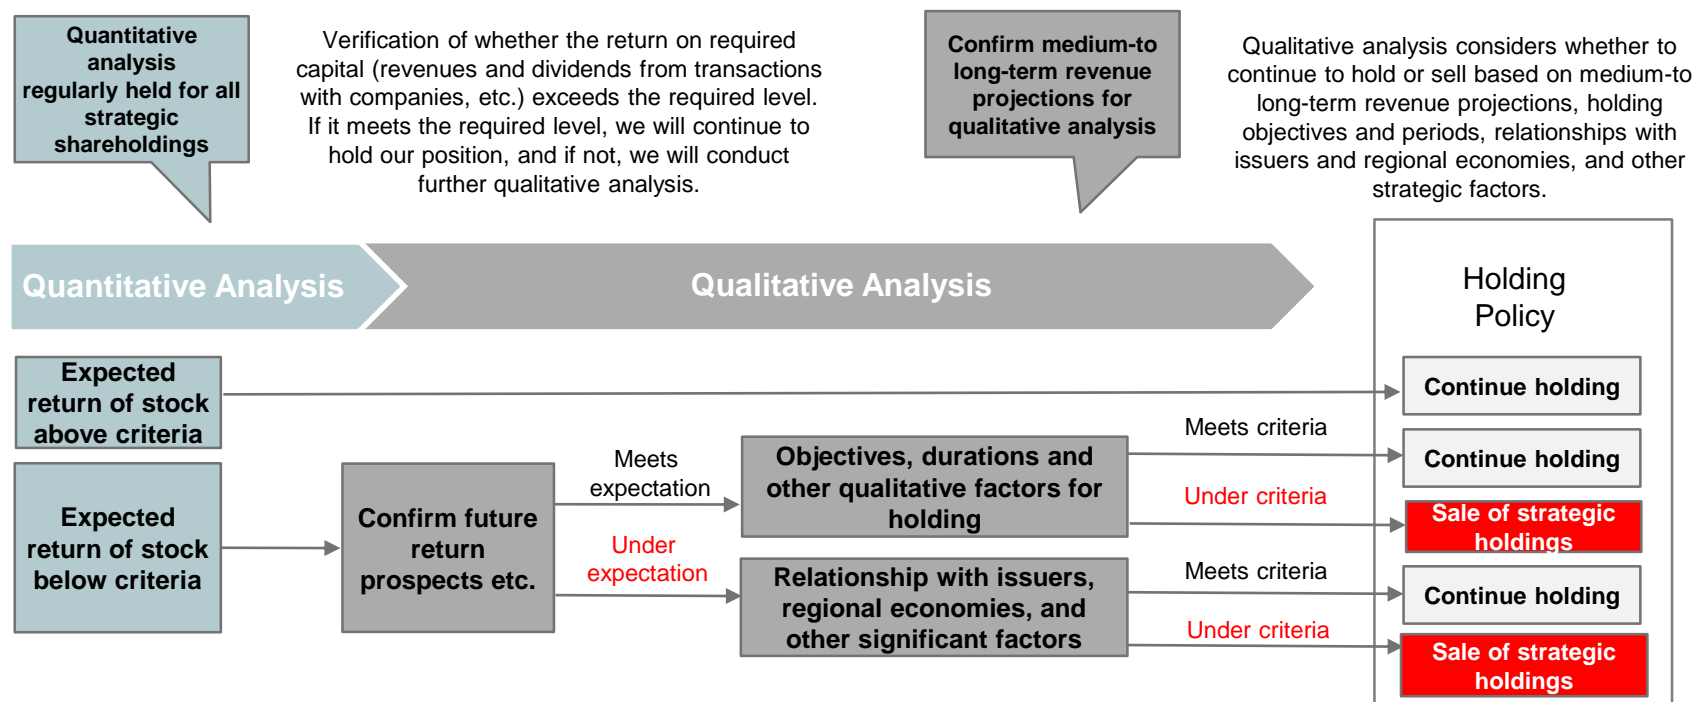 Quantitative
analysis
regularly held for all
strategic
shareholdings
Verification of whether the return on required
capital (revenues and dividends from transactions
with companies, etc.) exceeds the required level.
If it meets the required level, we will continue to
hold our position, and if not, we will conduct
further qualitative analysis.
Confirm medium-to
long-term revenue
projections for
qualitative analysis
Qualitative analysis considers whether to
continue to hold or sell based on medium-to
long-term revenue projections, holding
objectives and periods, relationships with
issuers and regional economies, and other
strategic factors.
Quantitative Analysis
Qualitative Analysis
Holding
Policy
Expected
return of stock
above criteria
Continue holding
Expected
return of stock
below criteria
Confirm future
return
prospects etc.
Meets
expectation
Under
expectation
Objectives, durations and
other qualitative factors for
holding
Meets criteria
Continue holding
Under criteria
Sale of strategic
holdings
Relationship with issuers,
regional economies, and
other significant factors
Meets criteria
Continue holding
Under criteria
Sale of strategic
holdings